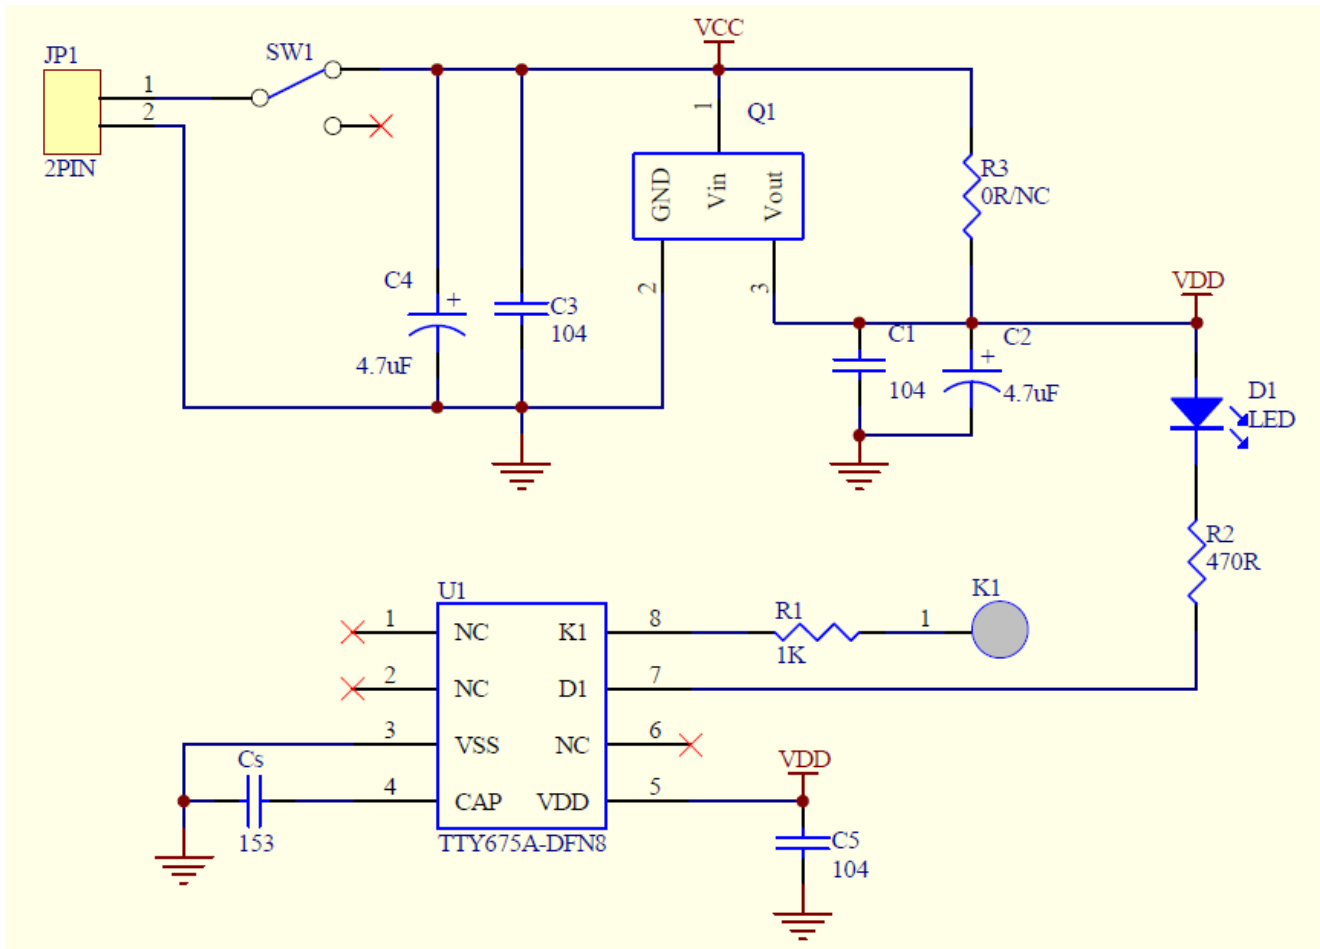 VCC
JP1
SW1
1
2
2PIN
1
Q1
GND
Vin
Vout
2
3
R3
0R/NC
C4
+
4.7uF
C3
104
VDD
C1
104
C2
+
4.7uF
D1
LED
R2
470R
U1
1
NC
2
NC
3
VSS
4
CAP
K1
8
D1
7
NC
6
VDD
5
TTY675A-DFN8
R1
1K
1
K1
Cs
153
VDD
C5
104